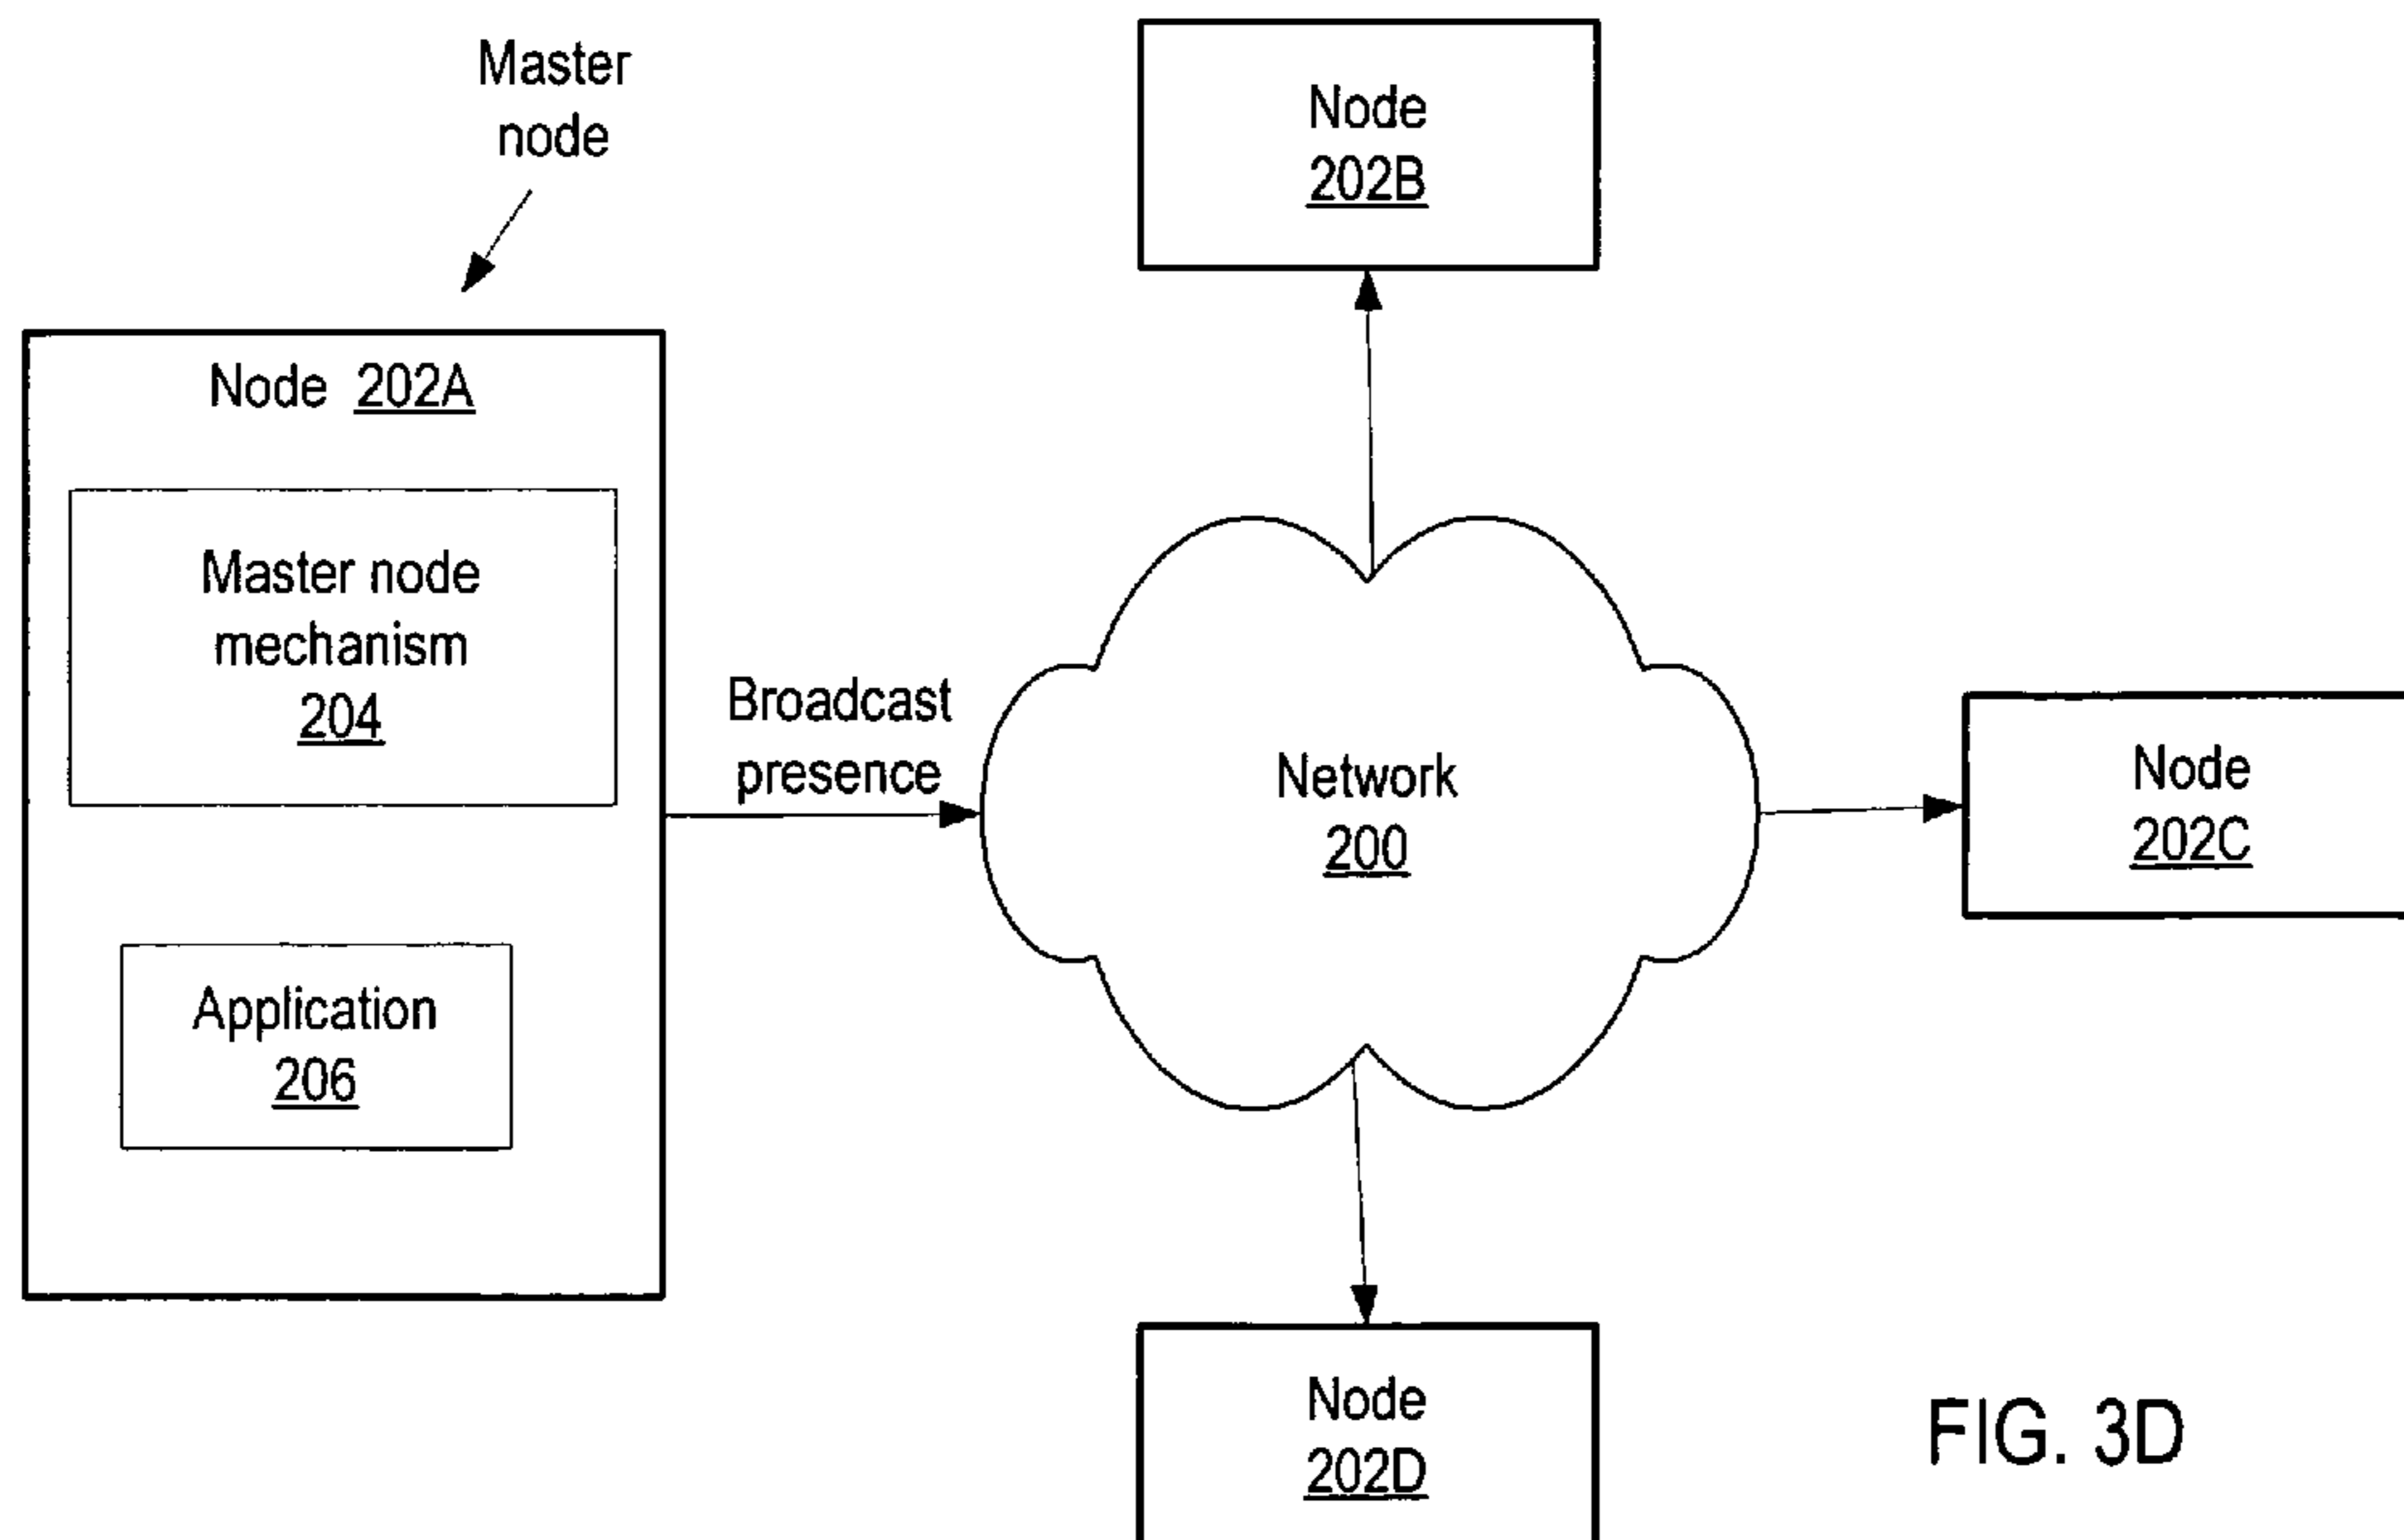 Master
node
Node 202A
Master node
mechanism
204
Application
206
Broadcast
presence
Network
200
Node
202B
Node
202C
Node
202D
FIG. 3D